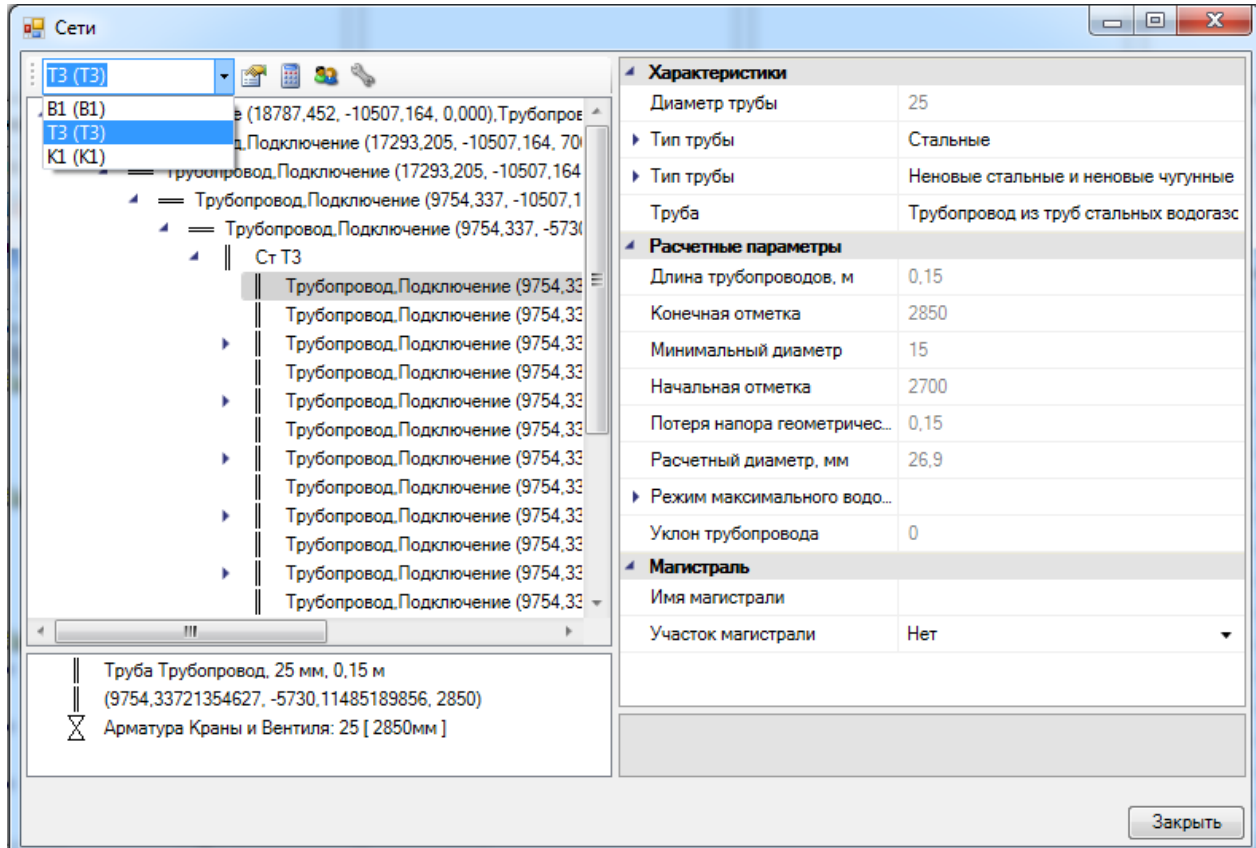 Сети
Т3 (Т3)
В1 (В1)
Т3 (Т3)
К1 (К1)
(18787,452, -10507,164, 0,000),Трубопров
Подключение (17293,205, -10507,164, 70
Трубопровод,Подключение (17293,205, -10507,164
Трубопровод,Подключение (9754,337, -10507,1
Трубопровод,Подключение (9754,337, -573
Ст Т3
Трубопровод,Подключение (9754,33
Трубопровод,Подключение (9754,33
Трубопровод,Подключение (9754,33
Трубопровод,Подключение (9754,33
Трубопровод,Подключение (9754,33
Трубопровод,Подключение (9754,33
Трубопровод,Подключение (9754,33
Трубопровод,Подключение (9754,33
Трубопровод,Подключение (9754,33
Трубопровод,Подключение (9754,33
Трубопровод,Подключение (9754,33
Трубопровод,Подключение (9754,33
Труба Трубопровод, 25 мм, 0,15 м
(9754,33721354627, -5730,11485189856, 2850)
Арматура Краны и Вентиля: 25 [ 2850мм ]
Характеристики
Диаметр трубы 25
Тип трубы Стальные
Тип трубы Неновые стальные и неновые чугунные
Труба Трубопровод из труб стальных водогазс
Расчетные параметры
Длина трубопроводов, м 0,15
Конечная отметка 2850
Минимальный диаметр 15
Начальная отметка 2700
Потеря напора геометричес... 0,15
Расчетный диаметр, мм 26,9
Режим максимального водо...
Уклон трубопровода 0
Магистраль
Имя магистрали
Участок магистрали Нет
Закрыть